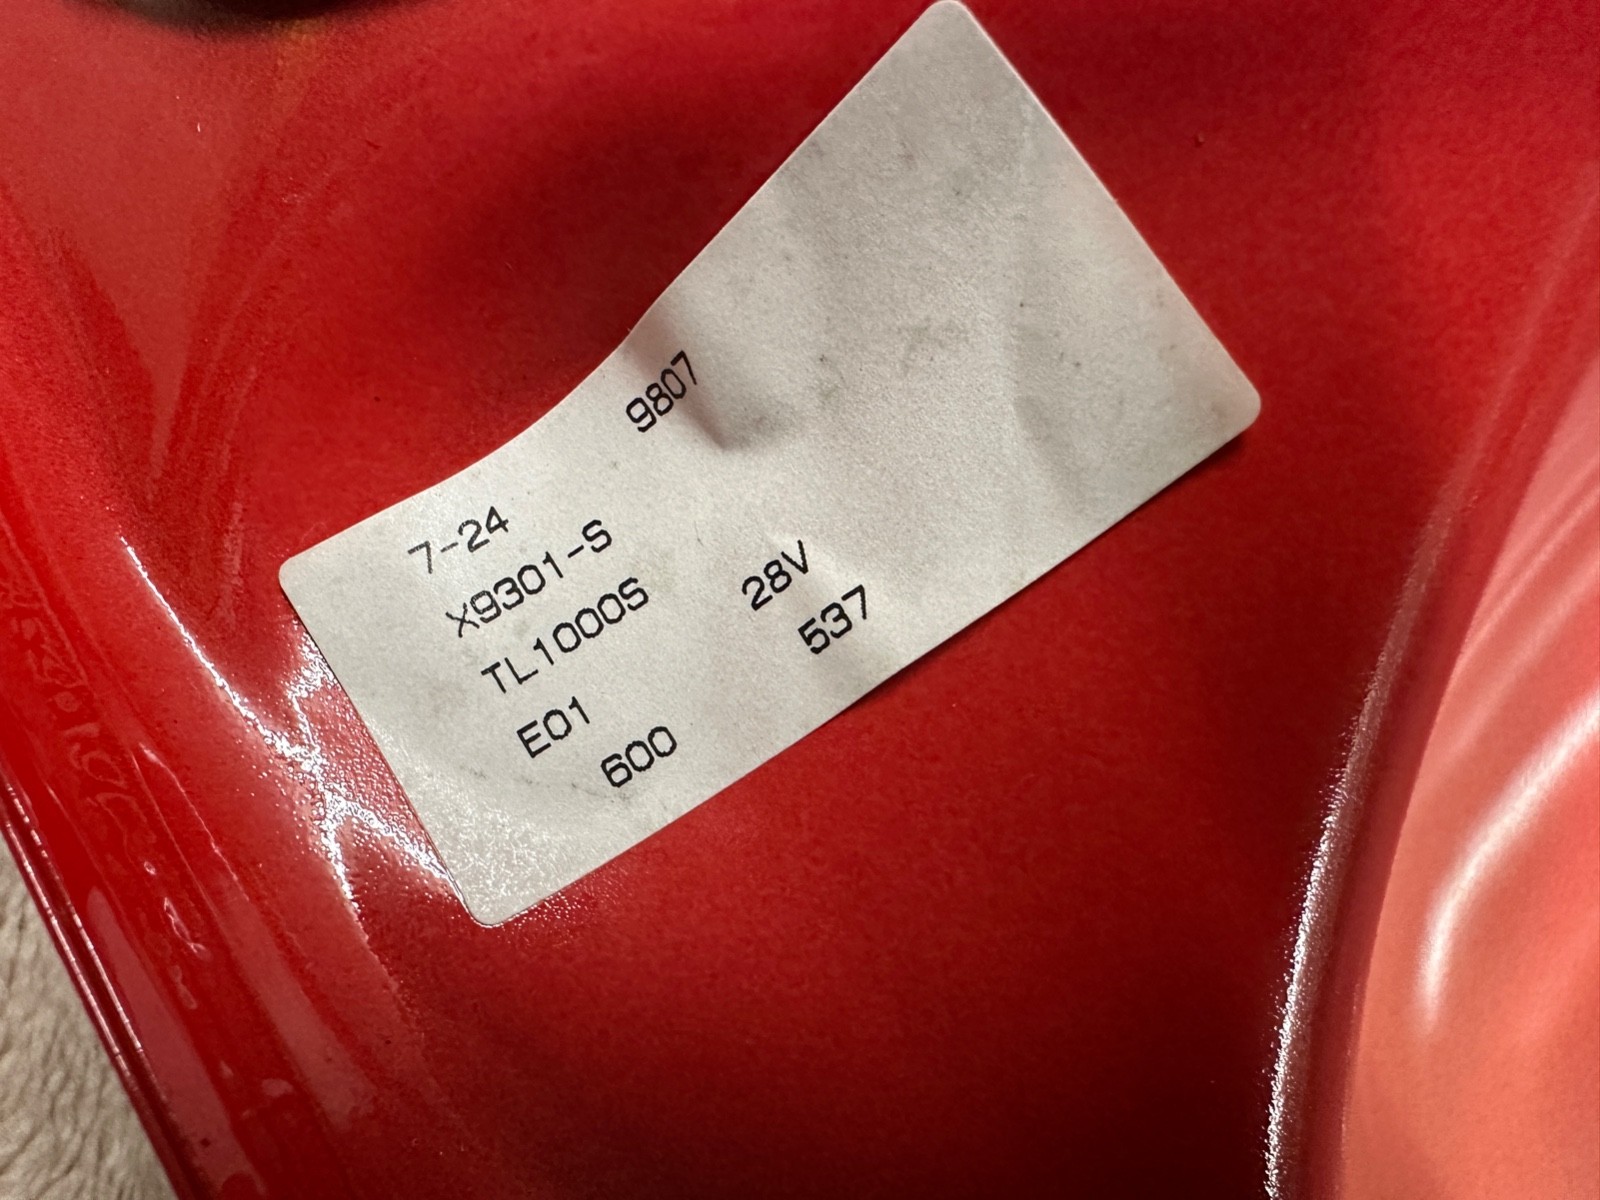 7-24 9807
X9301-S
TL1000S
E01 28V
600 537